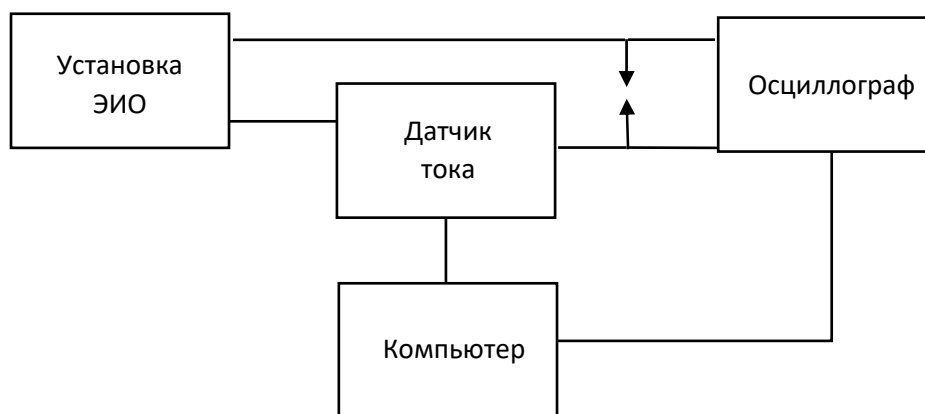 Установка
ЭИО
Осциллограф
Датчик
тока
Компьютер